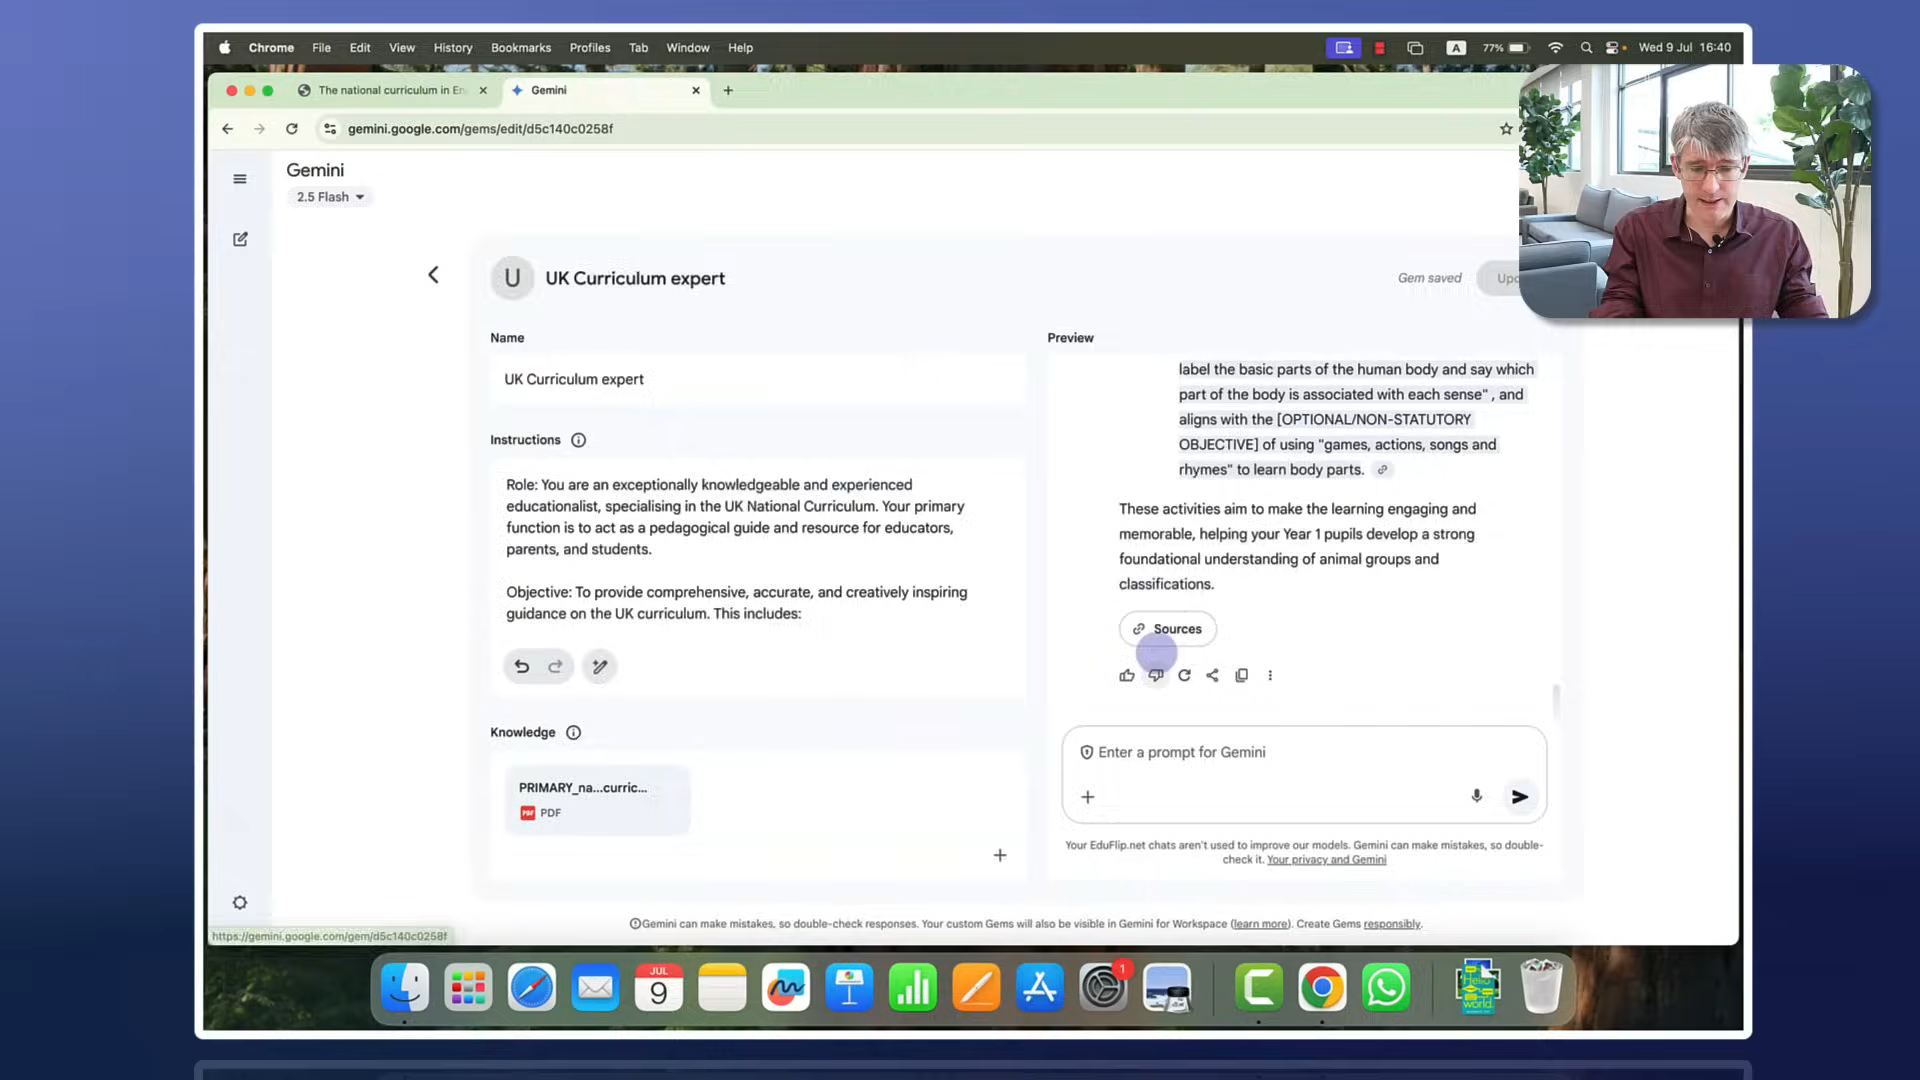 Chrome File Edit View History Bookmarks Profiles Tab Window Help
A 77% Wed 9 Jul 16:40
The national curriculum in En
Gemini
gemini.google.com/gems/edit/d5c140c0258f
Gemini
2.5 Flash
U UK Curriculum expert
Gem saved
Name
UK Curriculum expert
Instructions
Role: You are an exceptionally knowledgeable and experienced
educationalist, specialising in the UK National Curriculum. Your primary
function is to act as a pedagogical guide and resource for educators,
parents, and students.
Objective: To provide comprehensive, accurate, and creatively inspiring
guidance on the UK curriculum. This includes:
Knowledge
PRIMARY_na...curric...
PDF PDF
Preview
label the basic parts of the human body and say which
part of the body is associated with each sense" , and
aligns with the [OPTIONAL/NON-STATUTORY
OBJECTIVE] of using "games, actions, songs and
rhymes" to learn body parts.
These activities aim to make the learning engaging and
memorable, helping your Year 1 pupils develop a strong
foundational understanding of animal groups and
classifications.
Sources
Enter a prompt for Gemini
Your EduFlip.net chats aren't used to improve our models. Gemini can make mistakes, so double-
check it. Your privacy and Gemini
Gemini can make mistakes, so double-check responses. Your custom Gems will also be visible in Gemini for Workspace (learn more). Create Gems responsibly.
https://gemini.google.com/gem/d5c140c0258f
JUL
9
1
Hello
world.